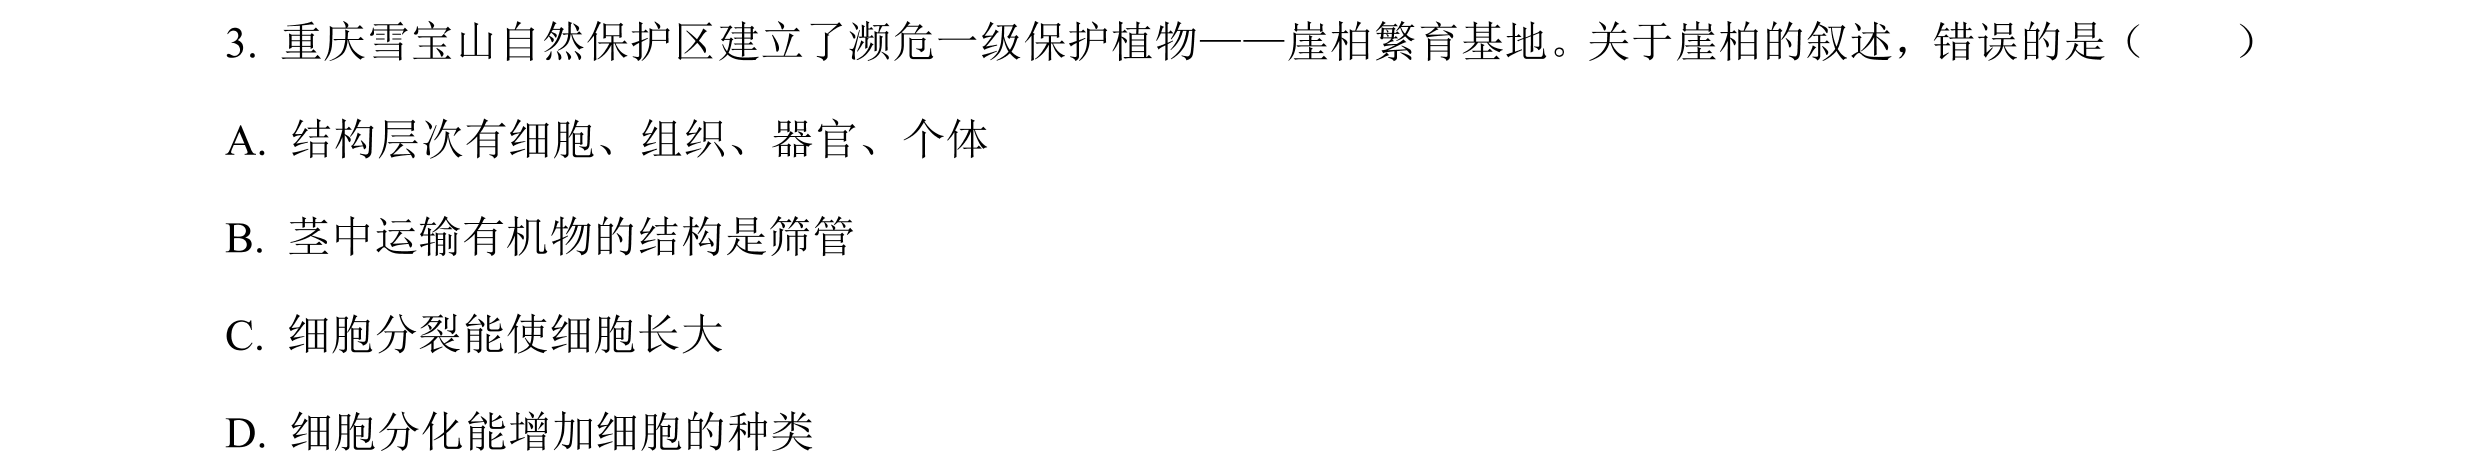 3. 重庆雪宝山自然保护区建立了濒危一级保护植物——崖柏繁育基地。关于崖柏的叙述，错误的是（　　）
A. 结构层次有细胞、组织、器官、个体
B. 茎中运输有机物的结构是筛管
C. 细胞分裂能使细胞长大
D. 细胞分化能增加细胞的种类